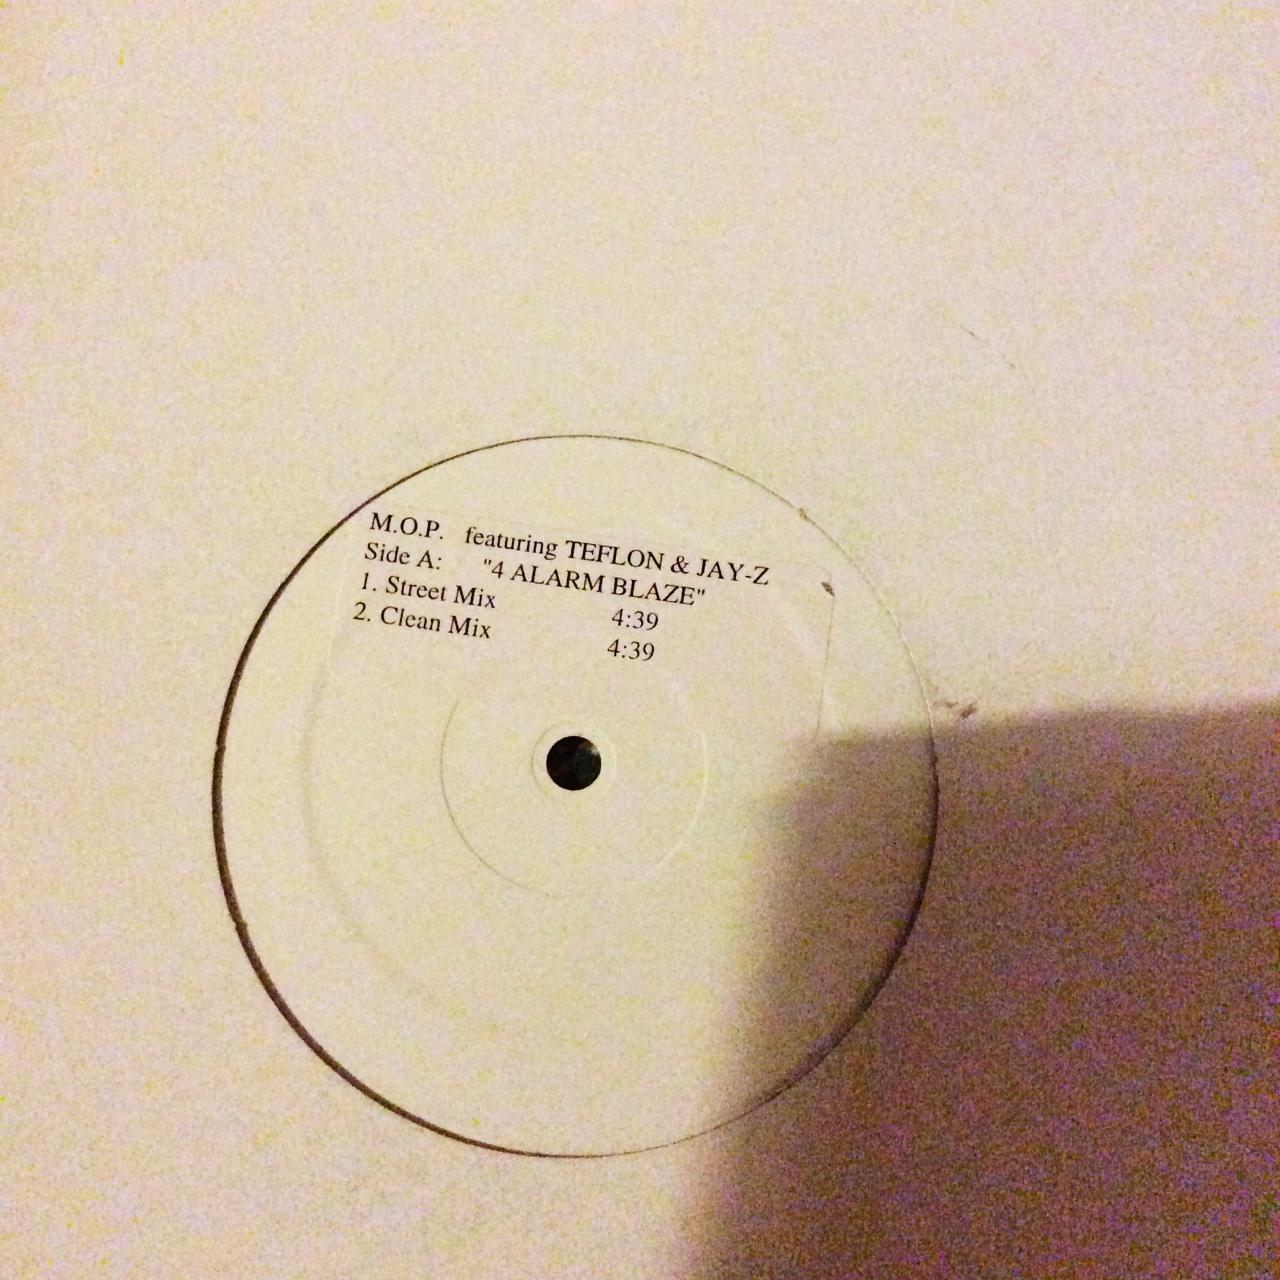 M.O.P. featuring TEFLON & JAY-Z
Side A: "4 ALARM BLAZE"
1. Street Mix 4:39
2. Clean Mix 4:39